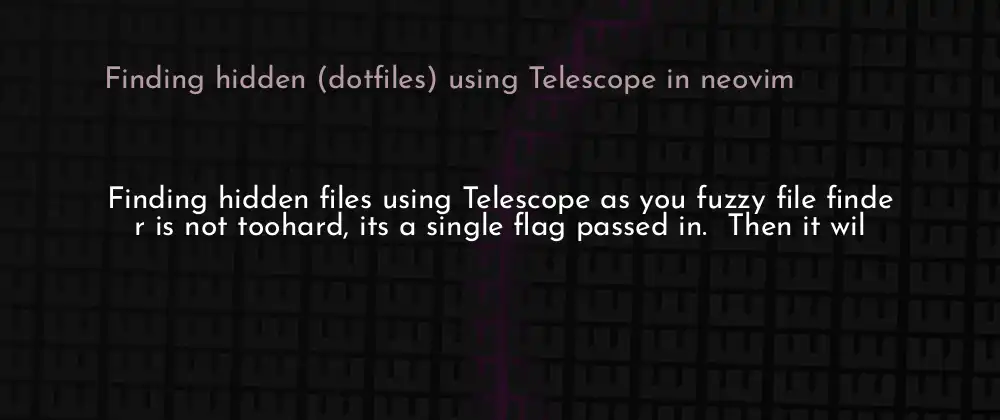 Finding hidden (dotfiles) using Telescope in neovim
Finding hidden files using Telescope as you fuzzy file finde
r is not toohard, its a single flag passed in.  Then it wil